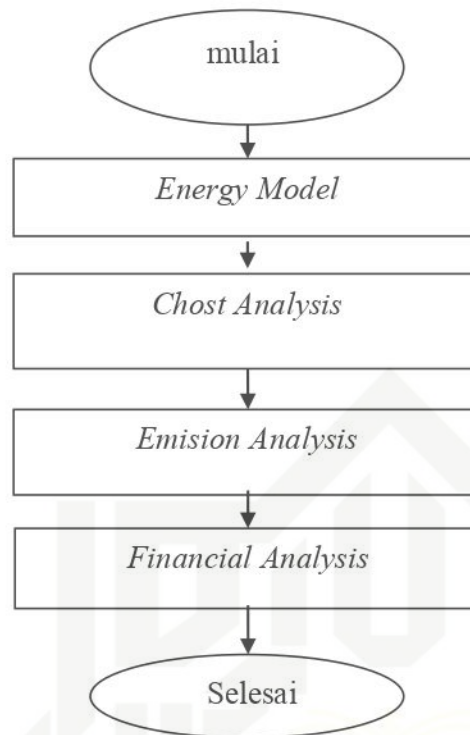 mulai
Energy Model
Chost Analysis
Emision Analysis
Financial Analysis
Selesai